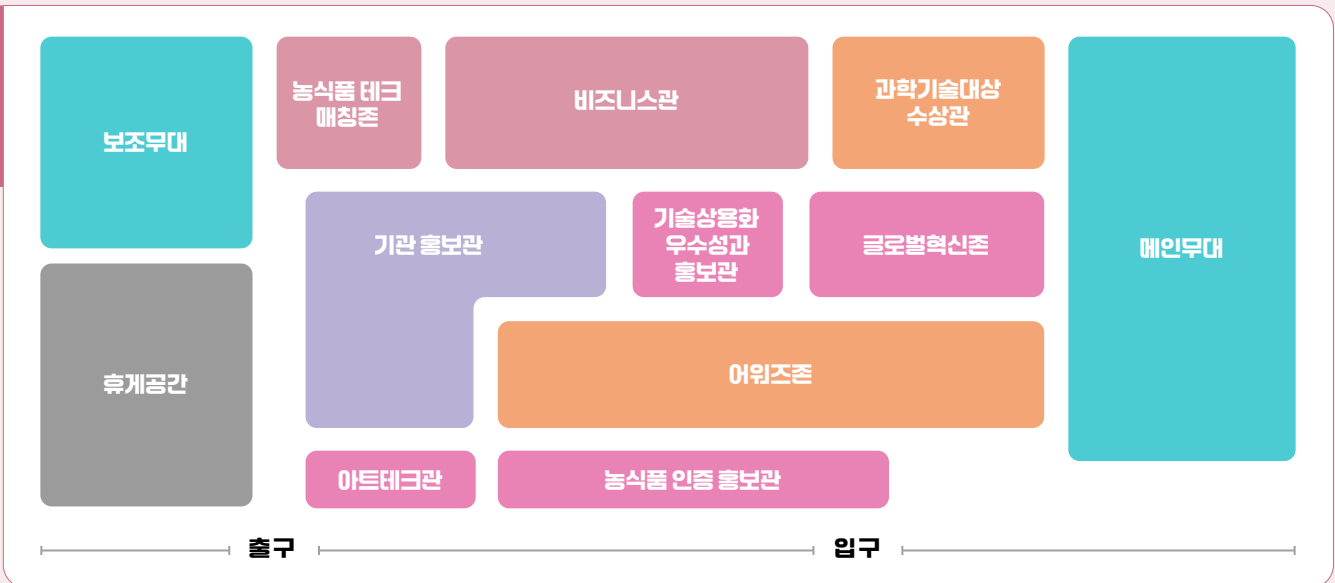 보조무대
농식품 테크
매칭존
비즈니스관
과학기술대상
수상관
메인무대
기관 홍보관
기술상용화
우수성과
홍보관
글로벌혁신존
휴게공간
어워즈존
아트테크관
농식품 인증 홍보관
출구
입구